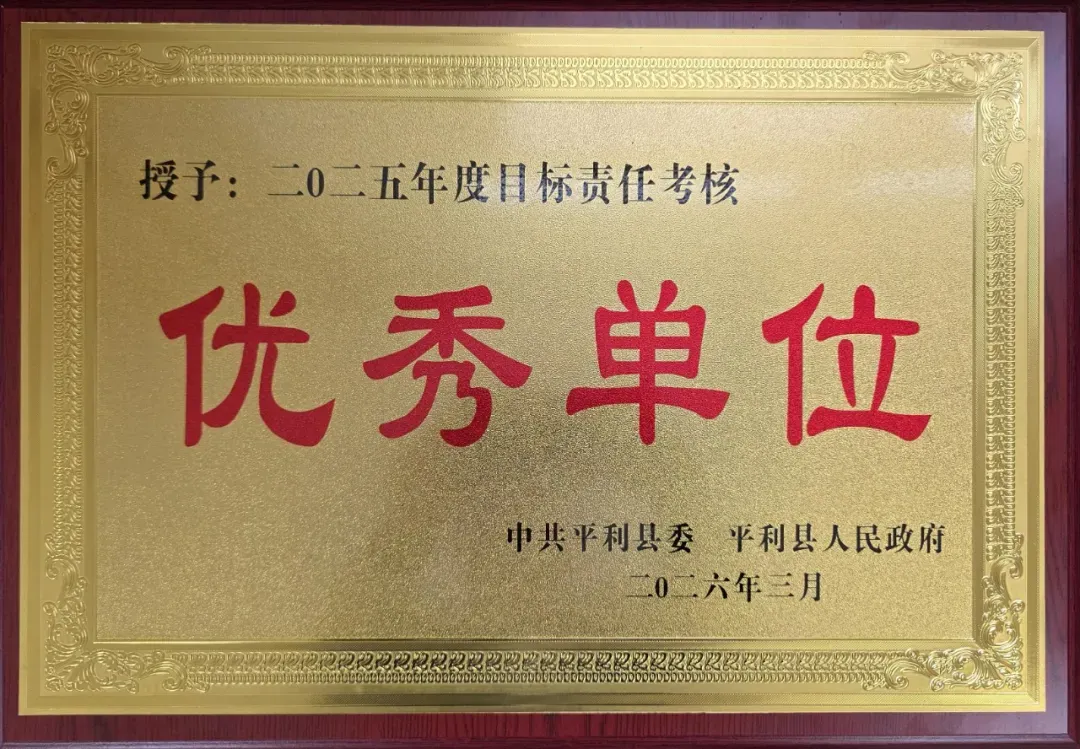 授予：二0二五年度目标责任考核
优秀单位
中共平利县委 平利县人民政府
二0二六年三月